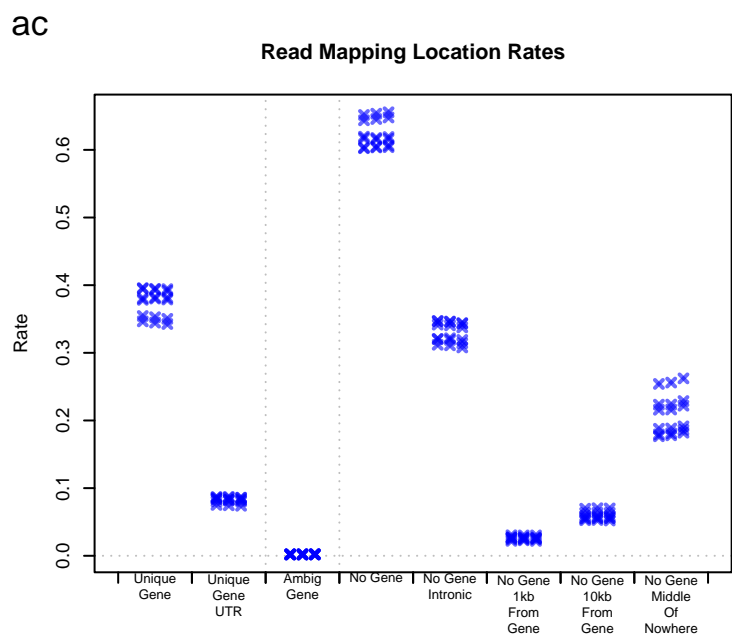 ac
Read Mapping Location Rates
Rate
0.6
0.5
0.4
0.3
0.2
0.1
0.0
Unique
Gene
Unique
Gene
UTR
Ambig
Gene
No Gene
No Gene
Intronic
No Gene
1kb
From
Gene
No Gene
10kb
From
Gene
No Gene
Middle
Of
Nowhere